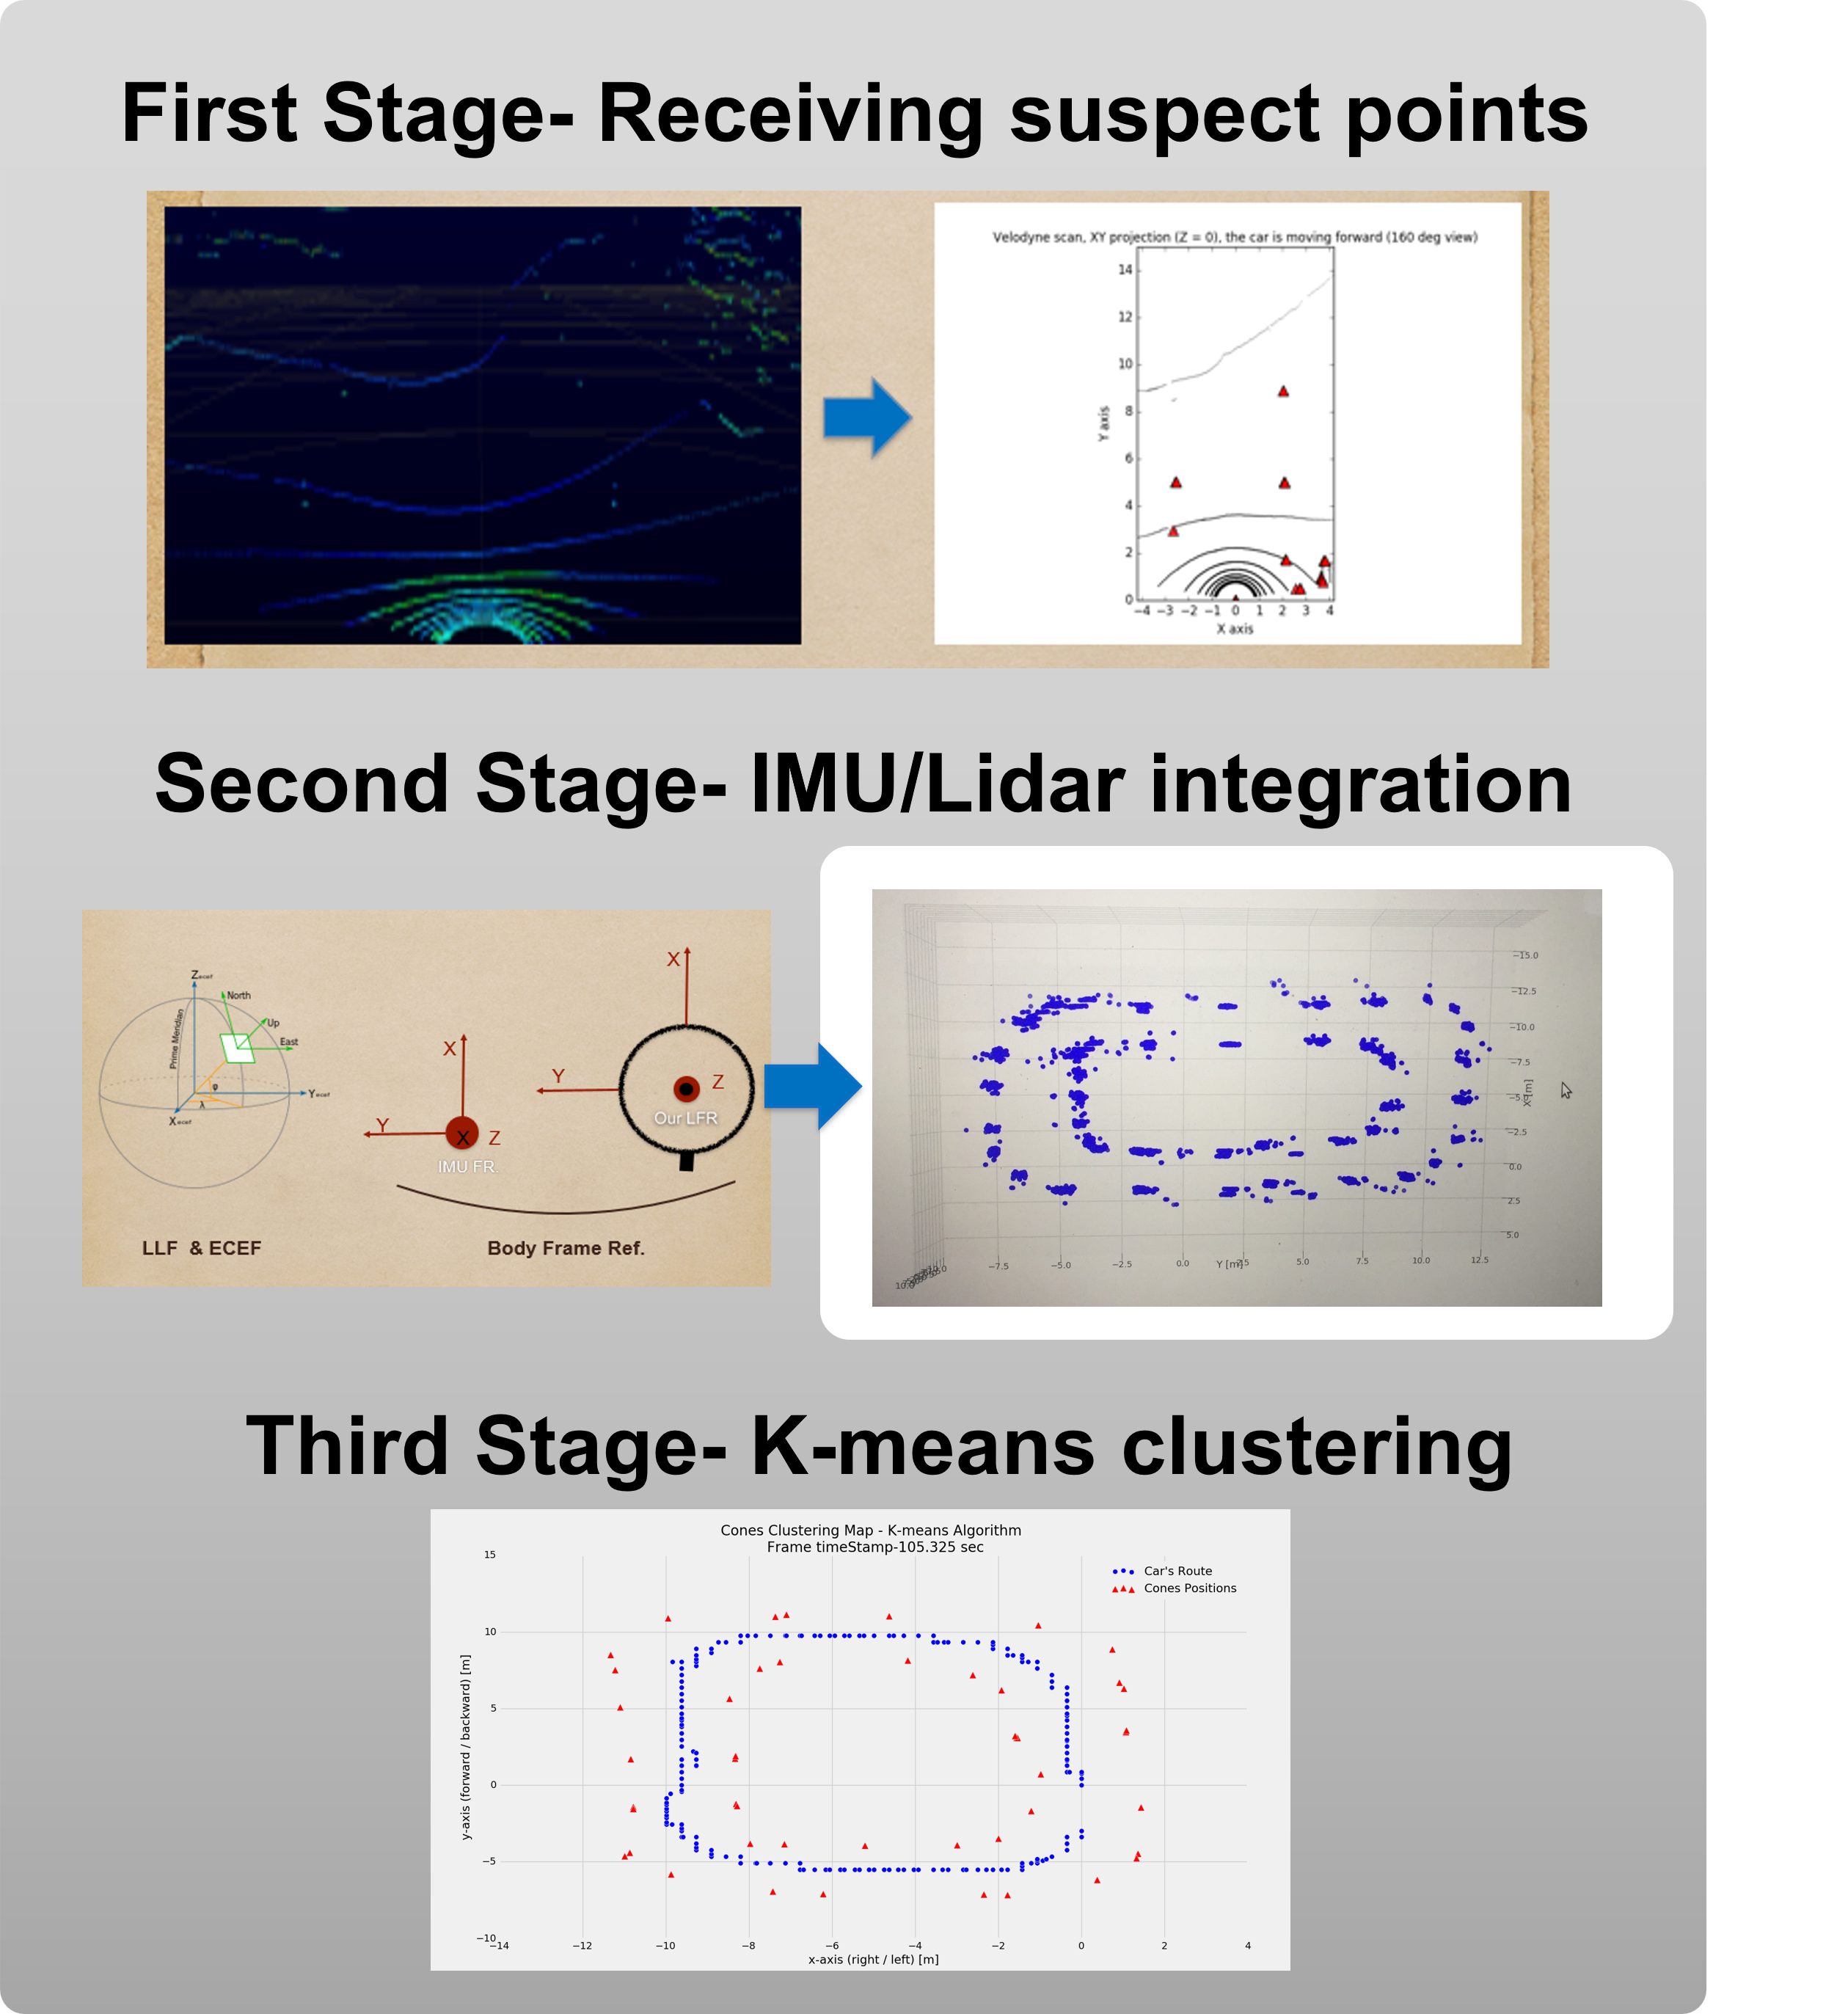 First Stage- Receiving suspect points
Velodyne scan, XY projection (Z = 0), the car is moving forward (160 deg view)
14
12
10
8
6
4
2
0
Y axis
−4 −3 −2 −1 0 1 2 3 4
X axis
Second Stage- IMU/Lidar integration
Zecef
North
Up
East
Prime Meridian
φ
λ
Yecef
Xecef
LLF & ECEF
X
Y
X Z
IMU FR.
X
Y
Z
Our LFR
Body Frame Ref.
−15.0
−12.5
−10.0
−7.5
−5.0
X [m]
−2.5
0.0
2.5
5.0
−7.5 −5.0 −2.5 0.0 2.5 5.0 7.5 10.0 12.5
Y [m]
Third Stage- K-means clustering
Cones Clustering Map - K-means Algorithm
Frame timeStamp-105.325 sec
Car's Route
Cones Positions
15
10
5
0
−5
−10
y-axis (forward / backward) [m]
−14 −12 −10 −8 −6 −4 −2 0 2 4
x-axis (right / left) [m]